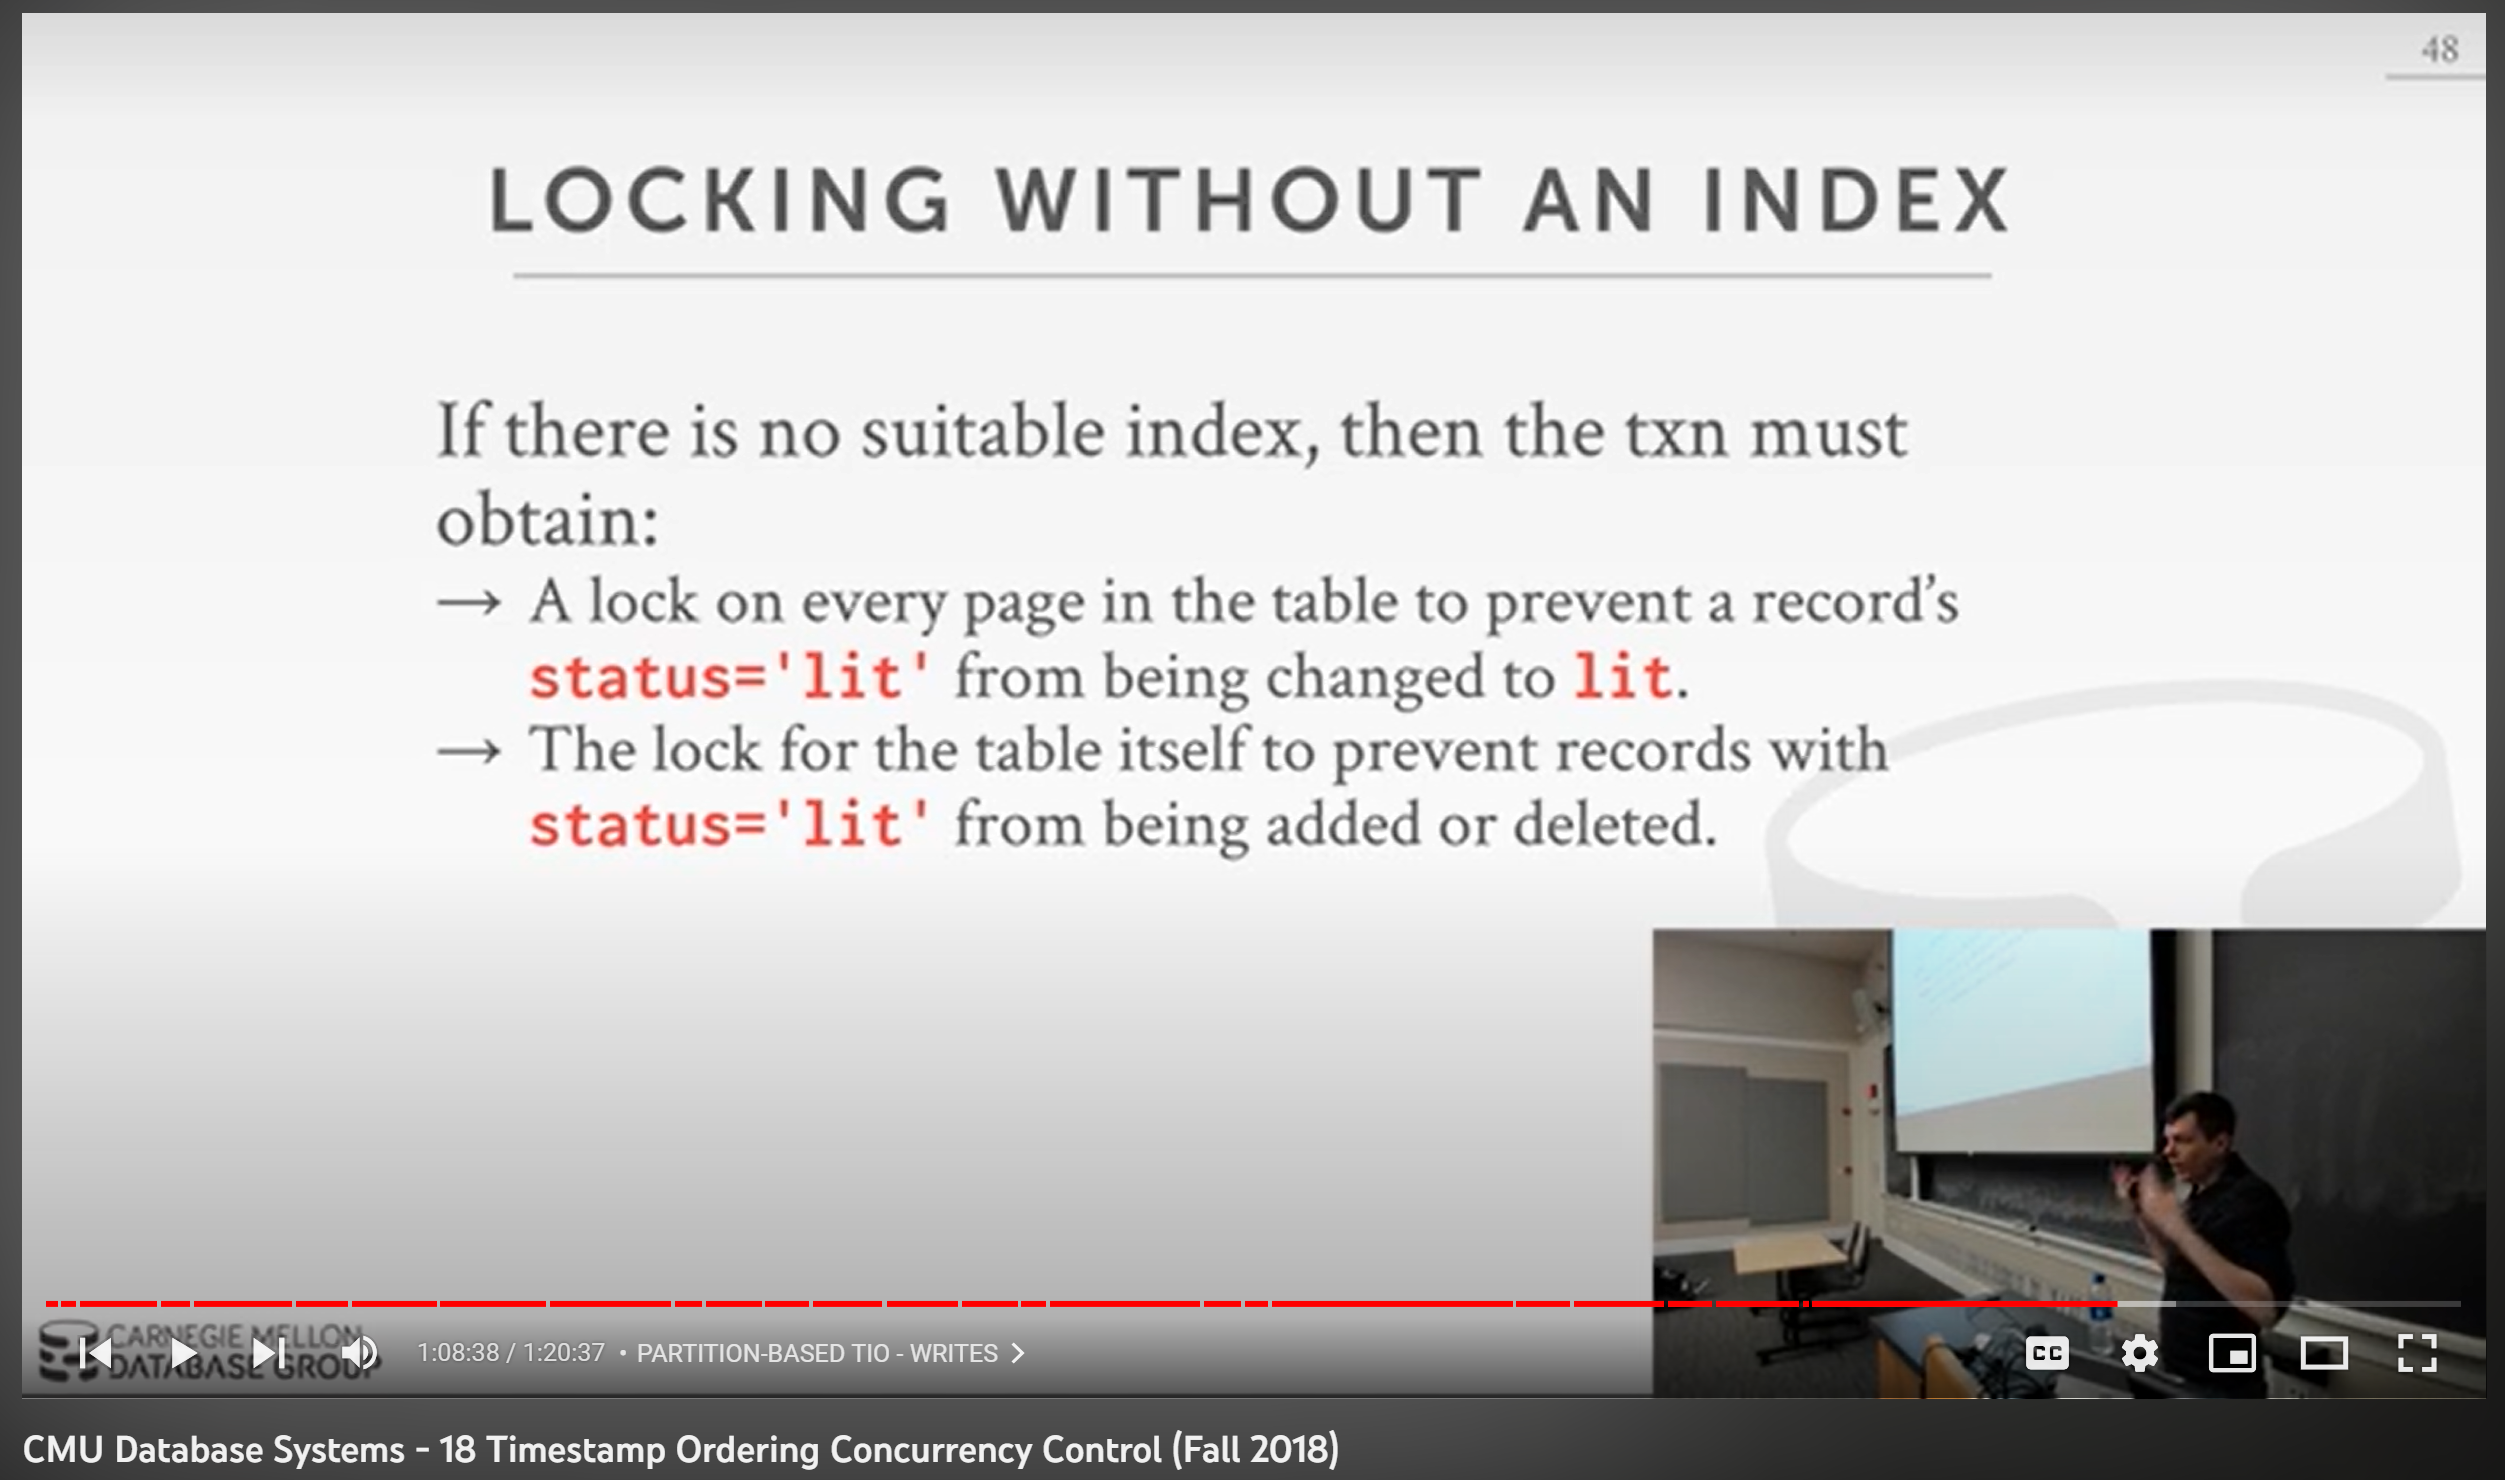 48
LOCKING WITHOUT AN INDEX
If there is no suitable index, then the txn must
obtain:
→ A lock on every page in the table to prevent a record’s
status='lit' from being changed to lit.
→ The lock for the table itself to prevent records with
status='lit' from being added or deleted.
CARNEGIE MELLON
DATABASE GROUP
1:08:38 / 1:20:37 • PARTITION-BASED TIO - WRITES
CC
CMU Database Systems - 18 Timestamp Ordering Concurrency Control (Fall 2018)